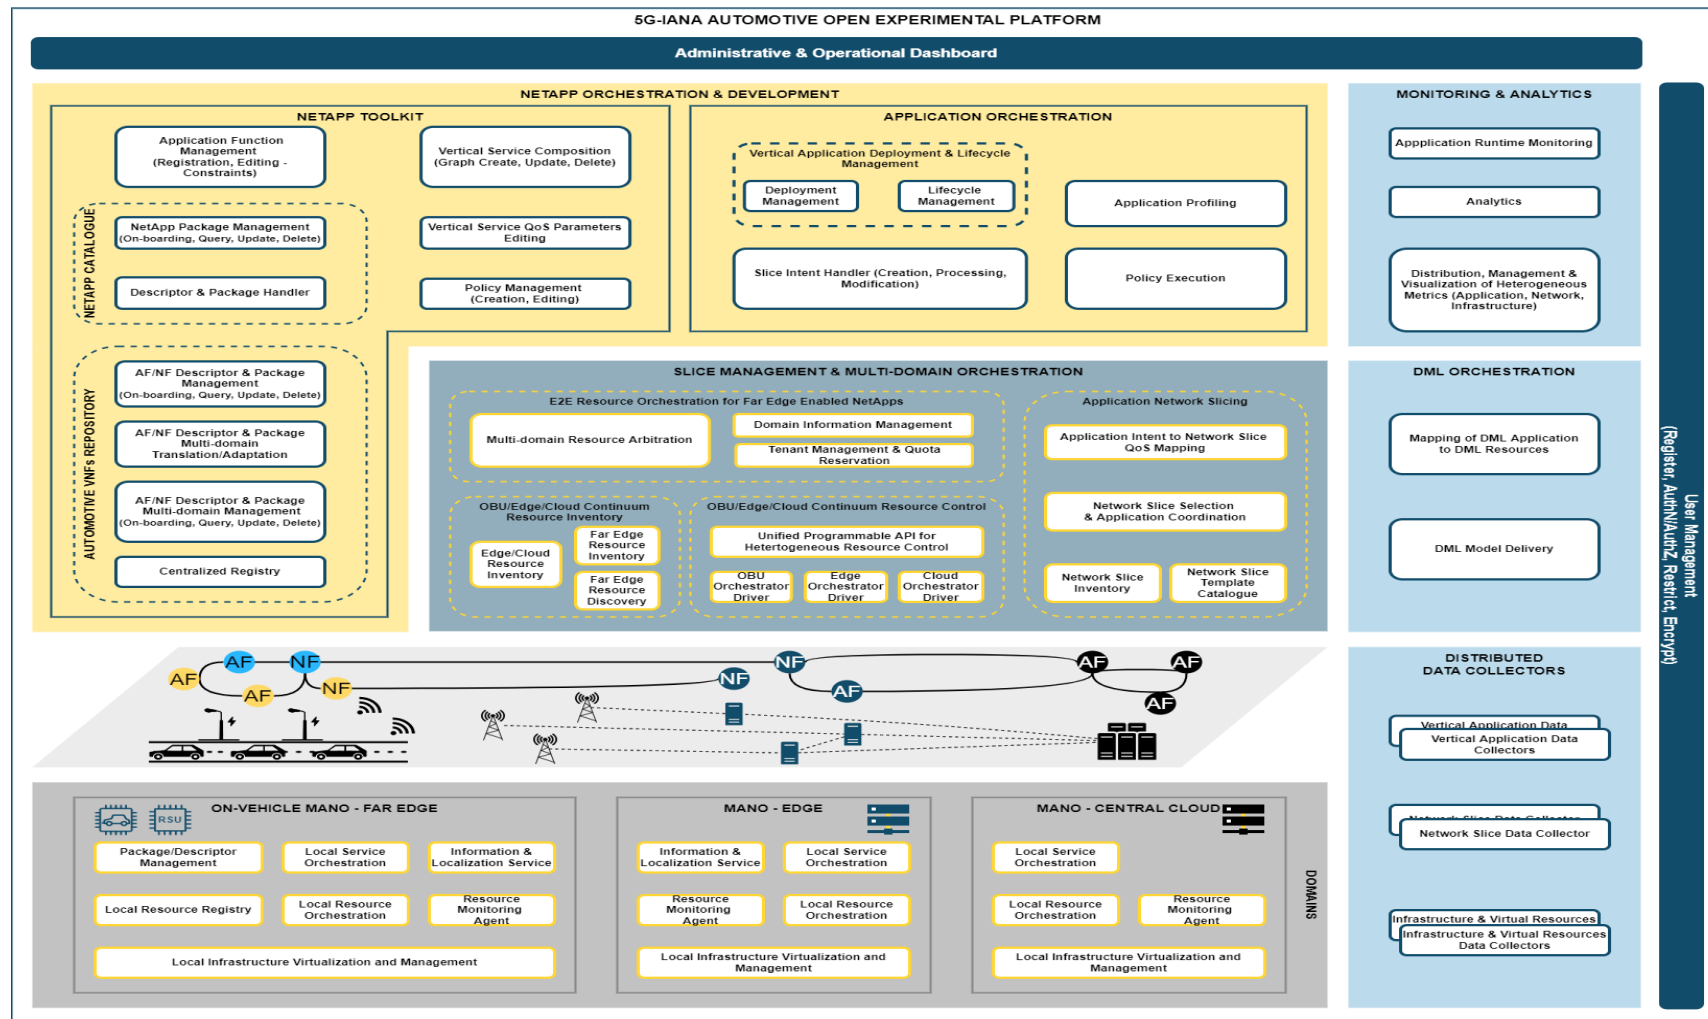 5G-IANA AUTOMOTIVE OPEN EXPERIMENTAL PLATFORM
Administrative & Operational Dashboard
NETAPP ORCHESTRATION & DEVELOPMENT
NETAPP TOOLKIT
Application Function
Management
(Registration, Editing -
Constraints)
Vertical Service Composition
(Graph Create, Update, Delete)
NETAPP CATALOGUE
NetApp Package Management
(On-boarding, Query, Update, Delete)
Vertical Service QoS Parameters
Editing
Descriptor & Package Handler
Policy Management
(Creation, Editing)
AUTOMOTIVE VNFs REPOSITORY
AF/NF Descriptor & Package
Management
(On-boarding, Query, Update, Delete)
AF/NF Descriptor & Package
Multi-domain
Translation/Adaptation
AF/NF Descriptor & Package
Multi-domain Management
(On-boarding, Query, Update, Delete)
Centralized Registry
APPLICATION ORCHESTRATION
Vertical Application Deployment & Lifecycle
Management
Deployment
Management
Lifecycle
Management
Application Profiling
Slice Intent Handler (Creation, Processing,
Modification)
Policy Execution
SLICE MANAGEMENT & MULTI-DOMAIN ORCHESTRATION
E2E Resource Orchestration for Far Edge Enabled NetApps
Multi-domain Resource Arbitration
Domain Information Management
Tenant Management & Quota
Reservation
OBU/Edge/Cloud Continuum
Resource Inventory
Edge/Cloud
Resource
Inventory
Far Edge
Resource
Inventory
Far Edge
Resource
Discovery
OBU/Edge/Cloud Continuum Resource Control
Unified Programmable API for
Hetertogeneous Resource Control
OBU
Orchestrator
Driver
Edge
Orchestrator
Driver
Cloud
Orchestrator
Driver
Application Network Slicing
Application Intent to Network Slice
QoS Mapping
Network Slice Selection
& Application Coordination
Network Slice
Inventory
Network Slice
Template
Catalogue
MONITORING & ANALYTICS
Appplication Runtime Monitoring
Analytics
Distribution, Management &
Visualization of Heterogeneous
Metrics (Application, Network,
Infrastructure)
DML ORCHESTRATION
Mapping of DML Application
to DML Resources
DML Model Delivery
DISTRIBUTED
DATA COLLECTORS
Vertical Application Data
Vertical Application Data
Collectors
Network Slice Data Collector
Network Slice Data Collector
Infrastructure & Virtual Resources
Infrastructure & Virtual Resources
Data Collectors
User Management
(Register, AuthN/AuthZ, Restrict, Encrypt)
AF
NF
AF
AF
NF
NF
NF
AF
AF
AF
AF
ON-VEHICLE MANO - FAR EDGE
RSU
Package/Descriptor
Management
Local Service
Orchestration
Information &
Localization Service
Local Resource Registry
Local Resource
Orchestration
Resource
Monitoring
Agent
Local Infrastructure Virtualization and Management
MANO - EDGE
Information &
Localization Service
Local Service
Orchestration
Resource
Monitoring
Agent
Local Resource
Orchestration
Local Infrastructure Virtualization and
Management
MANO - CENTRAL CLOUD
Local Service
Orchestration
Local Resource
Orchestration
Resource
Monitoring
Agent
Local Infrastructure Virtualization and
Management
DOMAINS